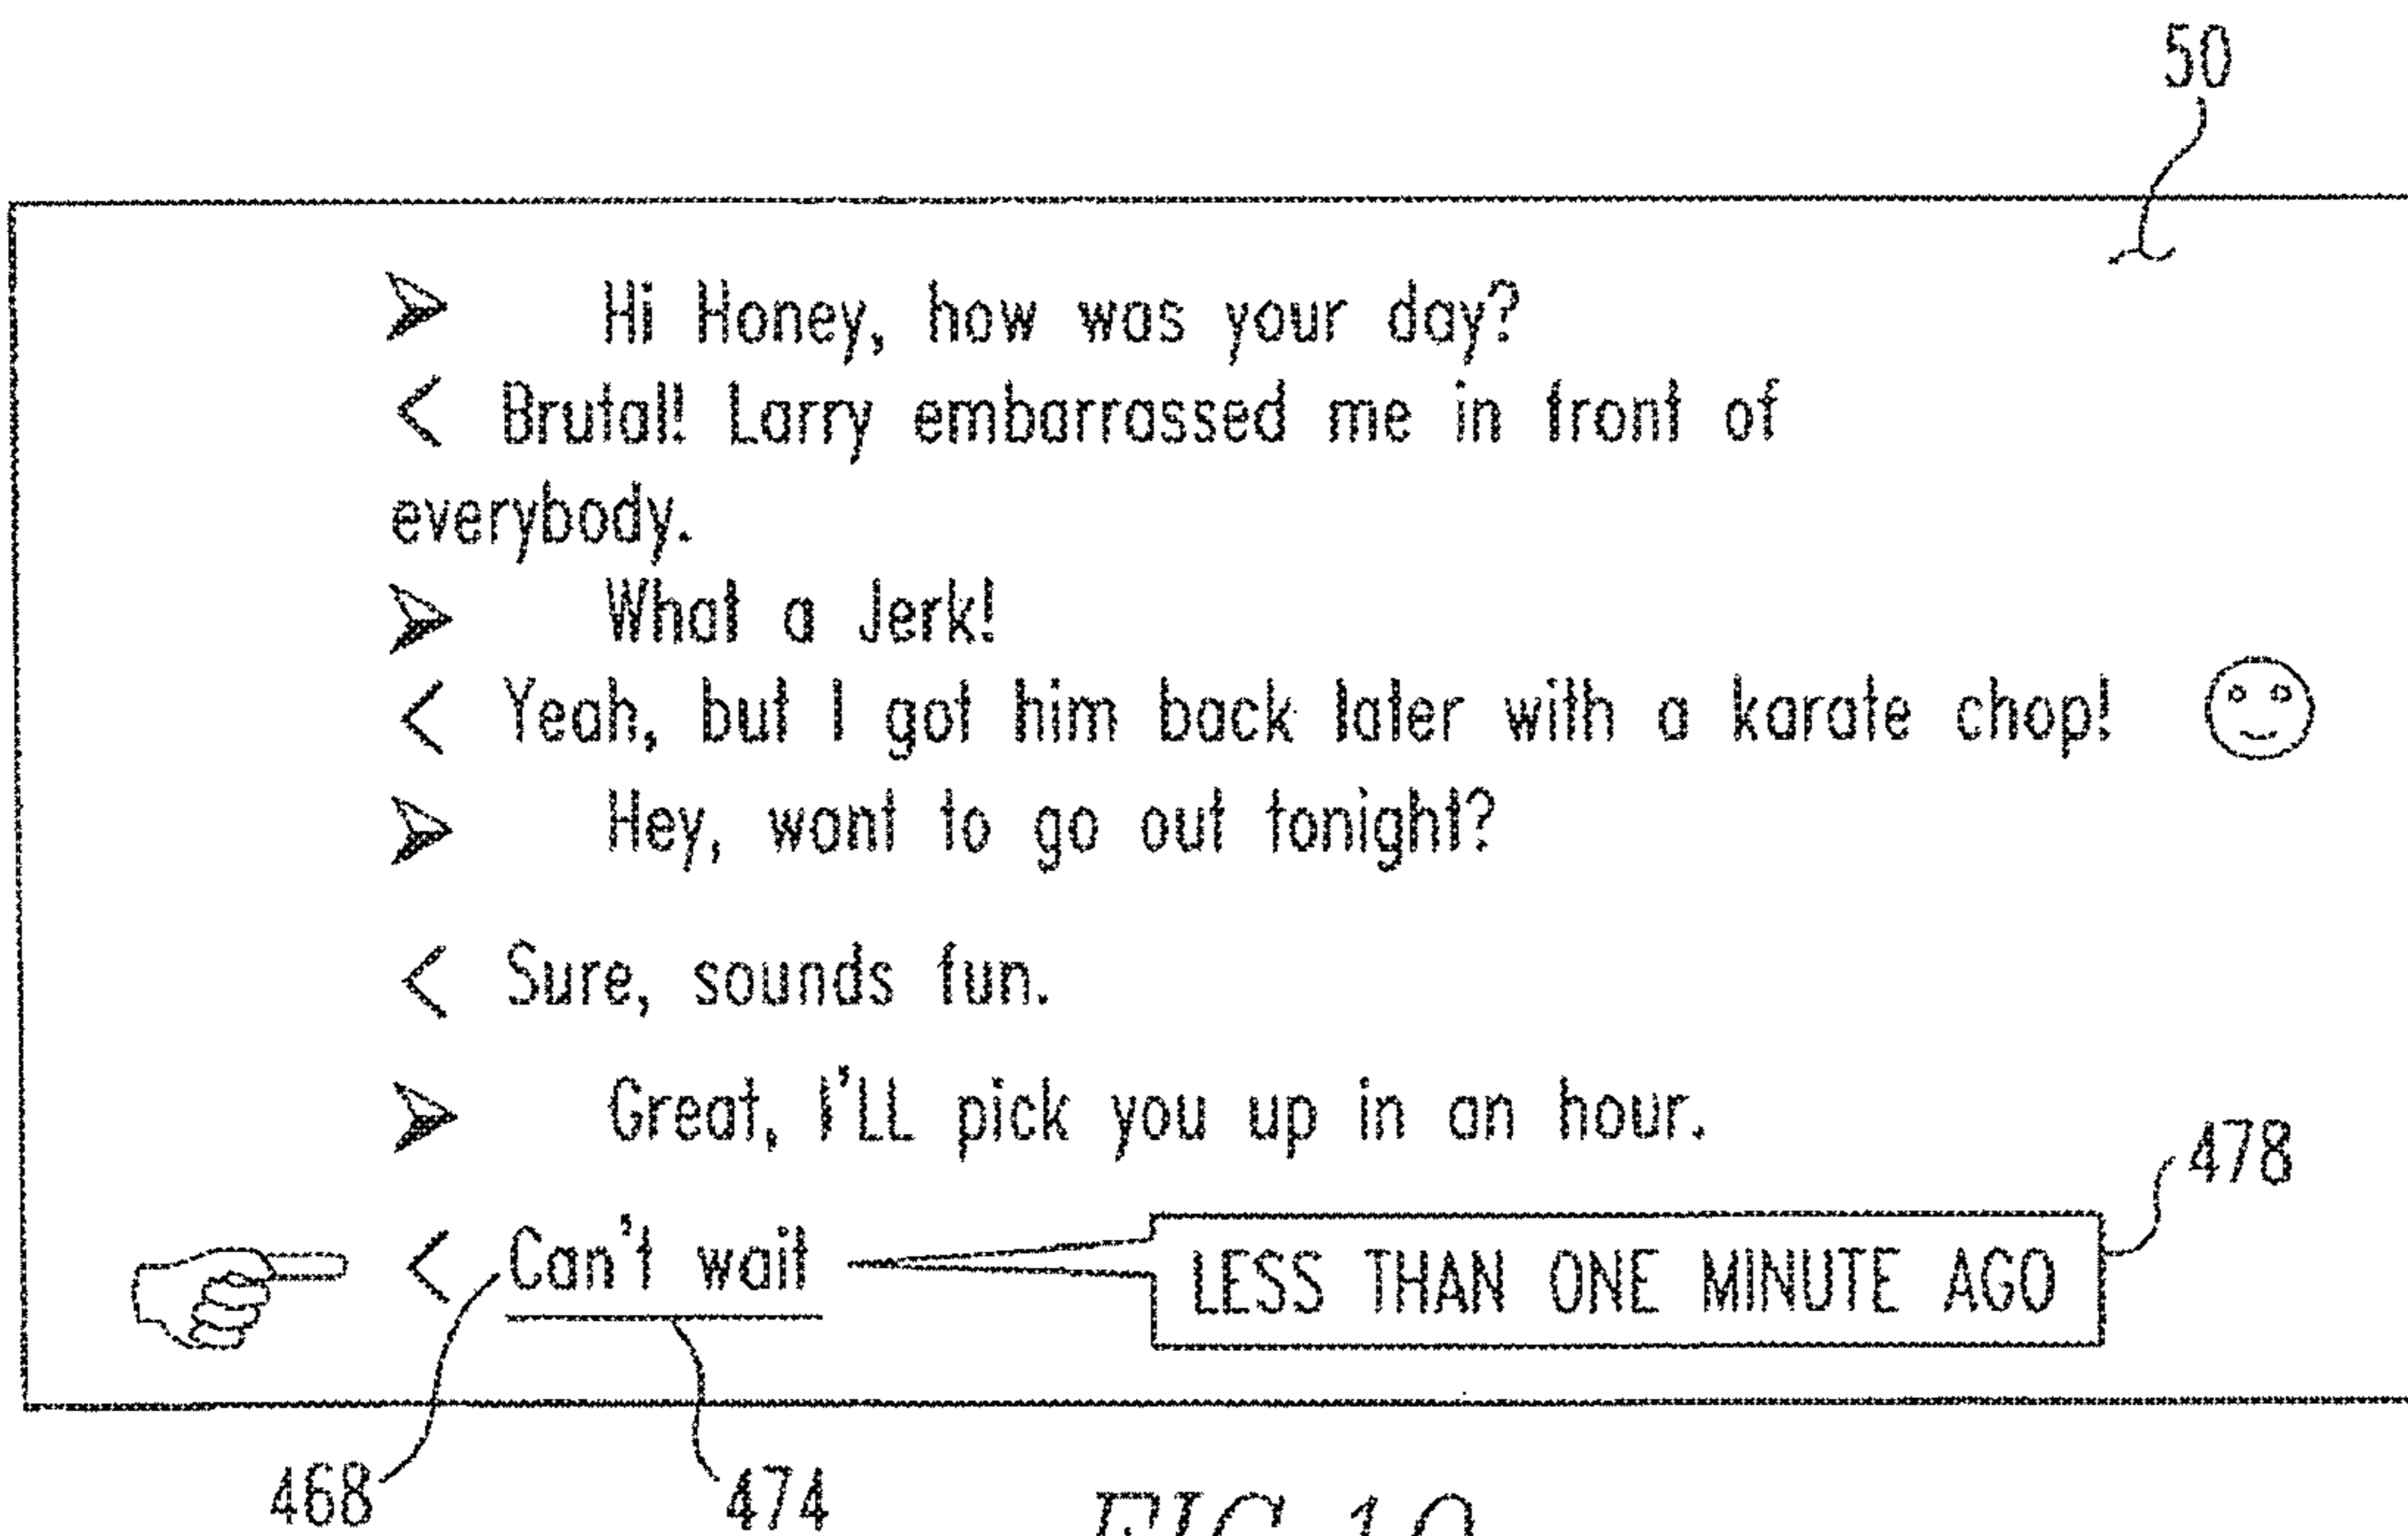 50
➢ Hi Honey, how was your day?
< Brutal! Larry embarrassed me in front of
everybody.
➢ What a Jerk!
< Yeah, but I got him back later with a karate chop!
➢ Hey, want to go out tonight?
< Sure, sounds fun.
➢ Great, I'LL pick you up in an hour.
478
< Can't wait LESS THAN ONE MINUTE AGO
468 474